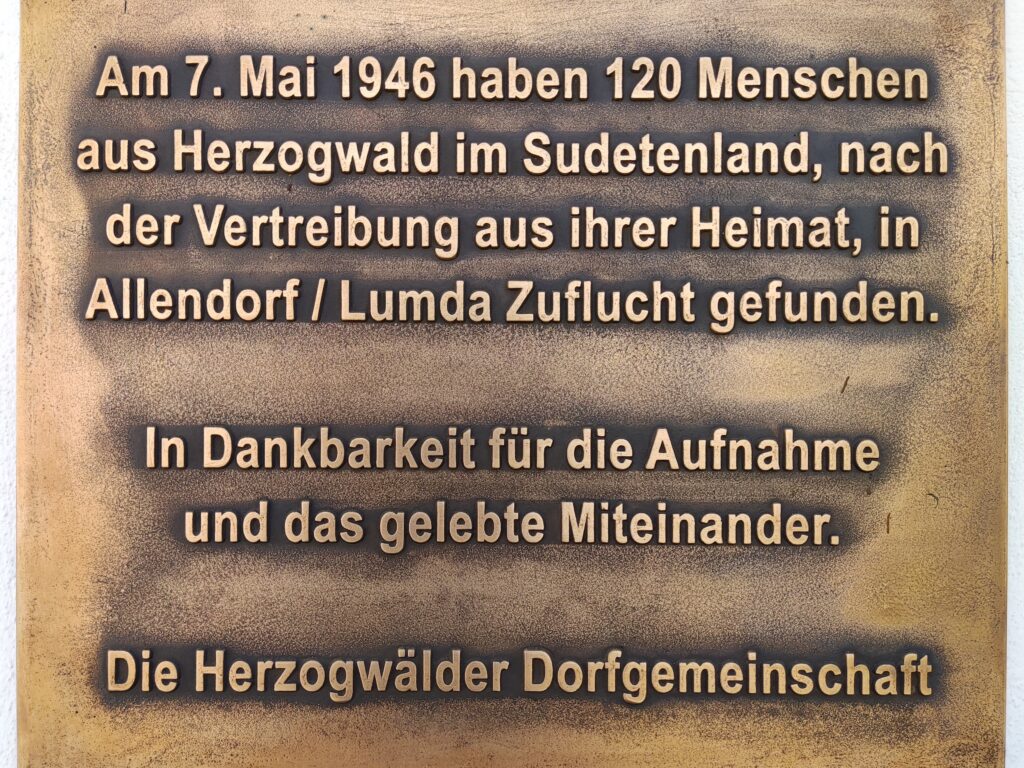 Am 7. Mai 1946 haben 120 Menschen
aus Herzogwald im Sudetenland, nach
der Vertreibung aus ihrer Heimat, in
Allendorf / Lumda Zuflucht gefunden.
In Dankbarkeit für die Aufnahme
und das gelebte Miteinander.
Die Herzogwälder Dorfgemeinschaft